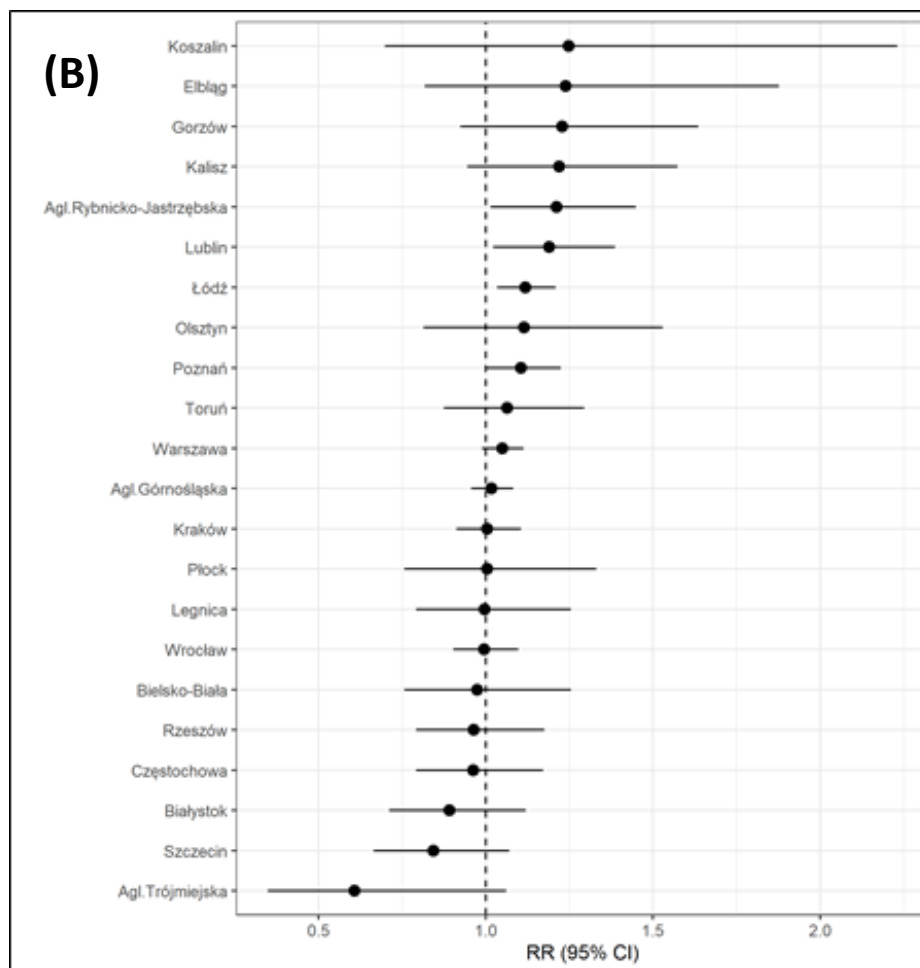 (B)
Koszalin
Elbląg
Gorzów
Kalisz
Agl.Rybnicko-Jastrzębska
Lublin
Łódź
Olsztyn
Poznań
Toruń
Warszawa
Agl.Górnośląska
Kraków
Płock
Legnica
Wrocław
Bielsko-Biała
Rzeszów
Częstochowa
Białystok
Szczecin
Agl.Trójmiejska
0.5 1.0 1.5 2.0
RR (95% CI)